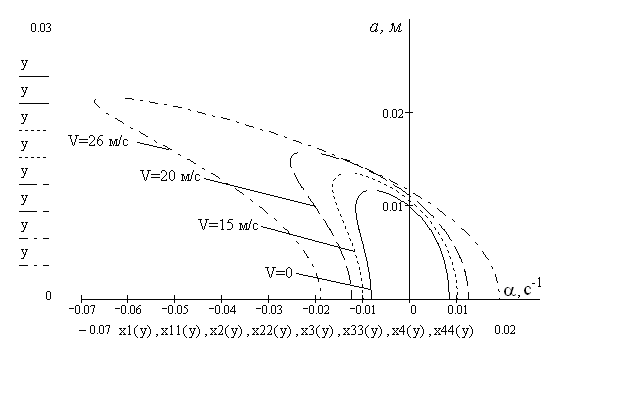 0.03
a, м
y
y
y
y
y
y
y
y
0.02
V=26 м/с
V=20 м/с
0.01
V=15 м/с
V=0
0
α, с⁻¹
−0.07 −0.06 −0.05 −0.04 −0.03 −0.02 −0.01 0 0.01
−0.07 x1(y), x11(y), x2(y), x22(y), x3(y), x33(y), x4(y), x44(y) 0.02